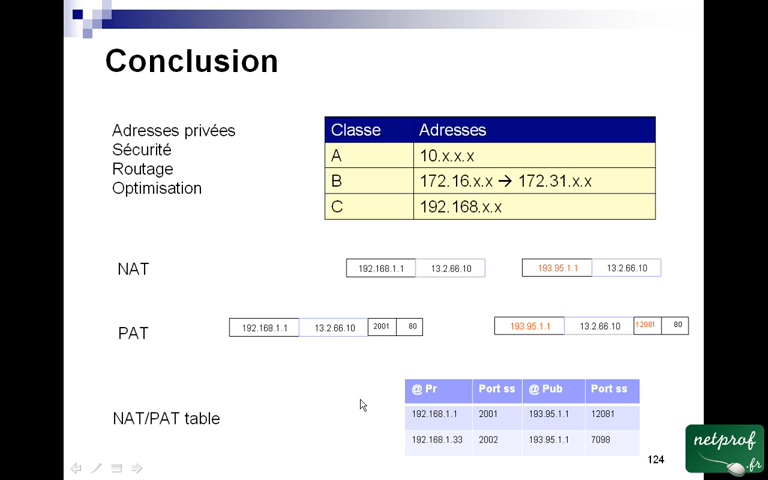 Conclusion
Adresses privées
Sécurité
Routage
Optimisation
Classe Adresses
A 10.x.x.x
B 172.16.x.x → 172.31.x.x
C 192.168.x.x
NAT 192.168.1.1 13.2.66.10 193.95.1.1 13.2.66.10
PAT 192.168.1.1 13.2.66.10 2001 80 193.95.1.1 13.2.66.10 12081 80
NAT/PAT table
@ Pr Port ss @ Pub Port ss
192.168.1.1 2001 193.95.1.1 12081
192.168.1.33 2002 193.95.1.1 7098
124
netprof
.fr